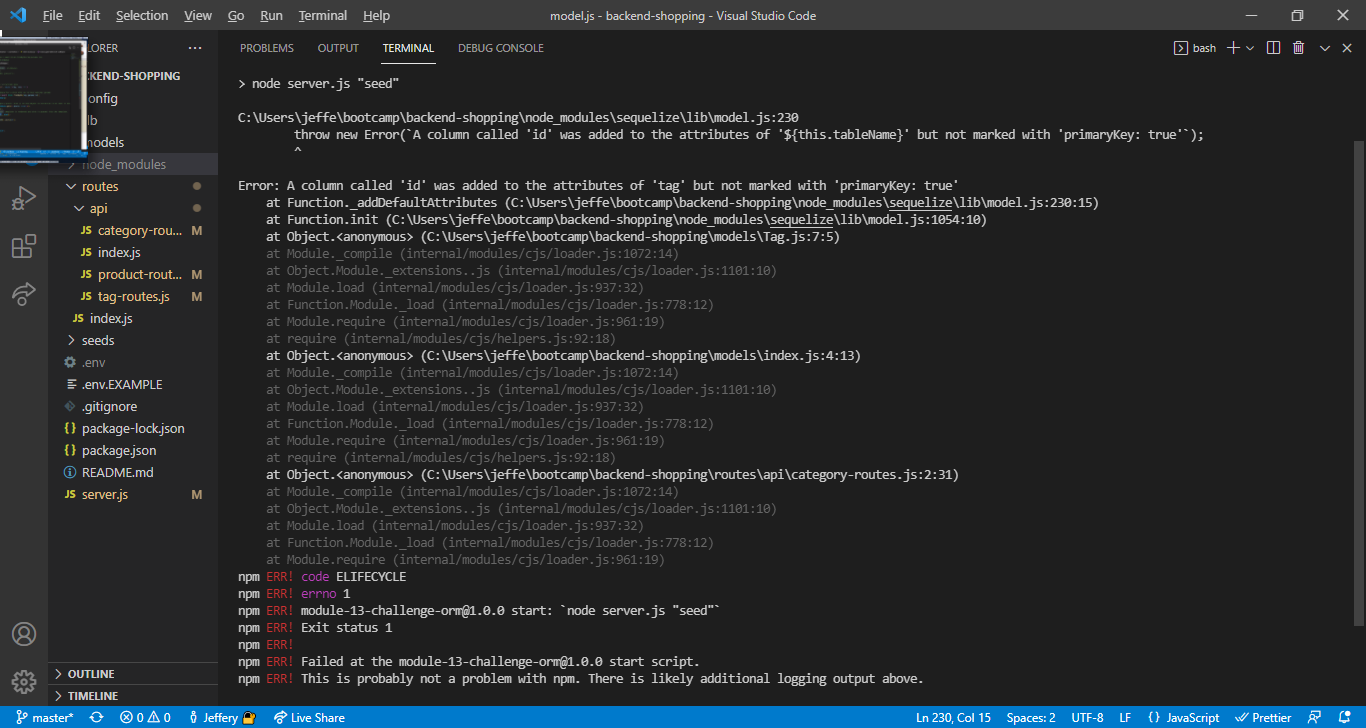 File Edit Selection View Go Run Terminal Help model.js - backend-shopping - Visual Studio Code
PROBLEMS OUTPUT TERMINAL DEBUG CONSOLE bash
models
node_modules
routes
api
JS category-rou... M
JS index.js
JS product-rout... M
JS tag-routes.js M
JS index.js
seeds
.env
.env.EXAMPLE
.gitignore
{} package-lock.json
{} package.json
README.md
JS server.js M
OUTLINE
TIMELINE
> node server.js "seed"
C:\Users\jeffe\bootcamp\backend-shopping\node_modules\sequelize\lib\model.js:230
throw new Error(`A column called 'id' was added to the attributes of '${this.tableName}' but not marked with 'primaryKey: true'`);
^
Error: A column called 'id' was added to the attributes of 'tag' but not marked with 'primaryKey: true'
at Function._addDefaultAttributes (C:\Users\jeffe\bootcamp\backend-shopping\node_modules\sequelize\lib\model.js:230:15)
at Function.init (C:\Users\jeffe\bootcamp\backend-shopping\node_modules\sequelize\lib\model.js:1054:10)
at Object.<anonymous> (C:\Users\jeffe\bootcamp\backend-shopping\models\Tag.js:7:5)
at Module._compile (internal/modules/cjs/loader.js:1072:14)
at Object.Module._extensions..js (internal/modules/cjs/loader.js:1101:10)
at Module.load (internal/modules/cjs/loader.js:937:32)
at Function.Module._load (internal/modules/cjs/loader.js:778:12)
at Module.require (internal/modules/cjs/loader.js:961:19)
at require (internal/modules/cjs/helpers.js:92:18)
at Object.<anonymous> (C:\Users\jeffe\bootcamp\backend-shopping\models\index.js:4:13)
at Module._compile (internal/modules/cjs/loader.js:1072:14)
at Object.Module._extensions..js (internal/modules/cjs/loader.js:1101:10)
at Module.load (internal/modules/cjs/loader.js:937:32)
at Function.Module._load (internal/modules/cjs/loader.js:778:12)
at Module.require (internal/modules/cjs/loader.js:961:19)
at require (internal/modules/cjs/helpers.js:92:18)
at Object.<anonymous> (C:\Users\jeffe\bootcamp\backend-shopping\routes\api\category-routes.js:2:31)
at Module._compile (internal/modules/cjs/loader.js:1072:14)
at Object.Module._extensions..js (internal/modules/cjs/loader.js:1101:10)
at Module.load (internal/modules/cjs/loader.js:937:32)
at Function.Module._load (internal/modules/cjs/loader.js:778:12)
at Module.require (internal/modules/cjs/loader.js:961:19)
npm ERR! code ELIFECYCLE
npm ERR! errno 1
npm ERR! module-13-challenge-orm@1.0.0 start: `node server.js "seed"`
npm ERR! Exit status 1
npm ERR!
npm ERR! Failed at the module-13-challenge-orm@1.0.0 start script.
npm ERR! This is probably not a problem with npm. There is likely additional logging output above.
master* 0 0 Jeffery Live Share Ln 230, Col 15 Spaces: 2 UTF-8 LF {} JavaScript Prettier